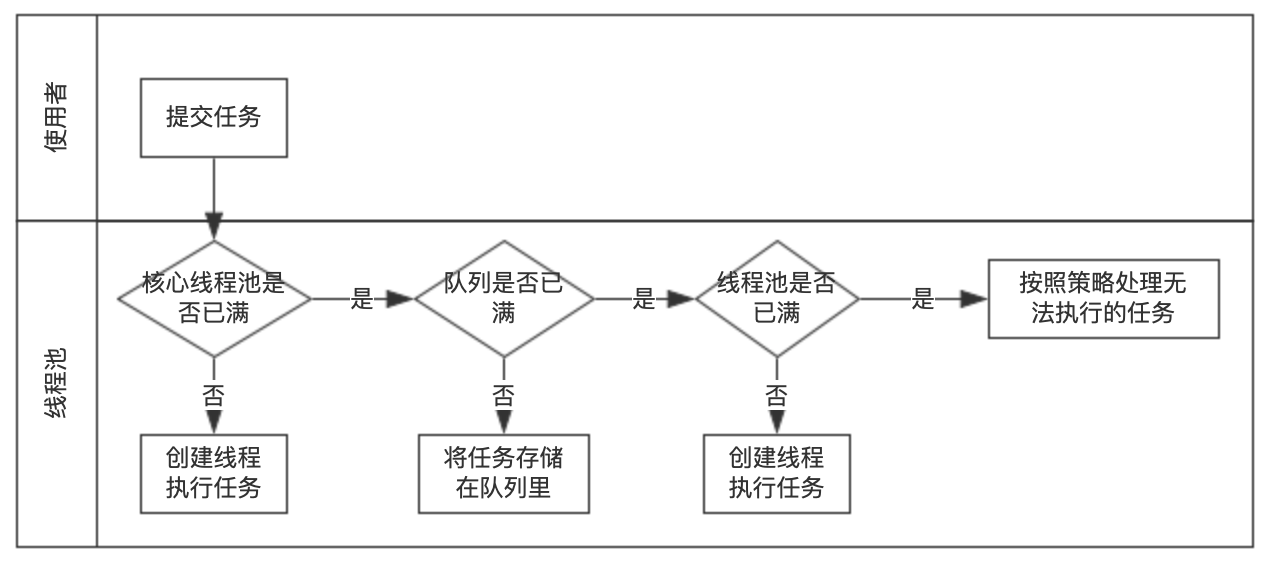 使用者
提交任务
线程池
核心线程池是
否已满
是
队列是否已
满
是
线程池是否
已满
是
按照策略处理无
法执行的任务
否
否
否
创建线程
执行任务
将任务存储
在队列里
创建线程
执行任务